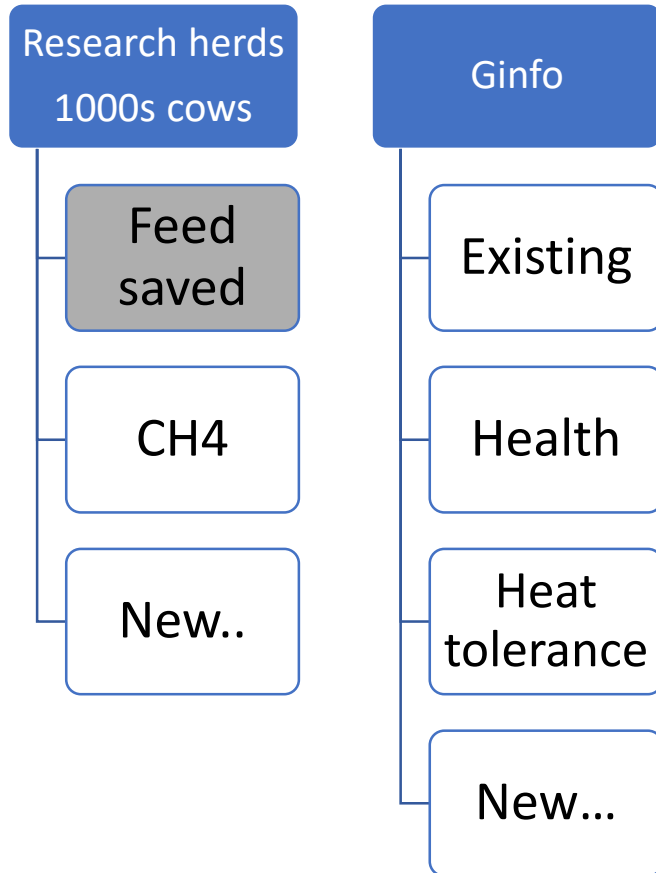 Research herds
1000s cows
Feed
saved
CH4
New..
Ginfo
Existing
Health
Heat
tolerance
New...